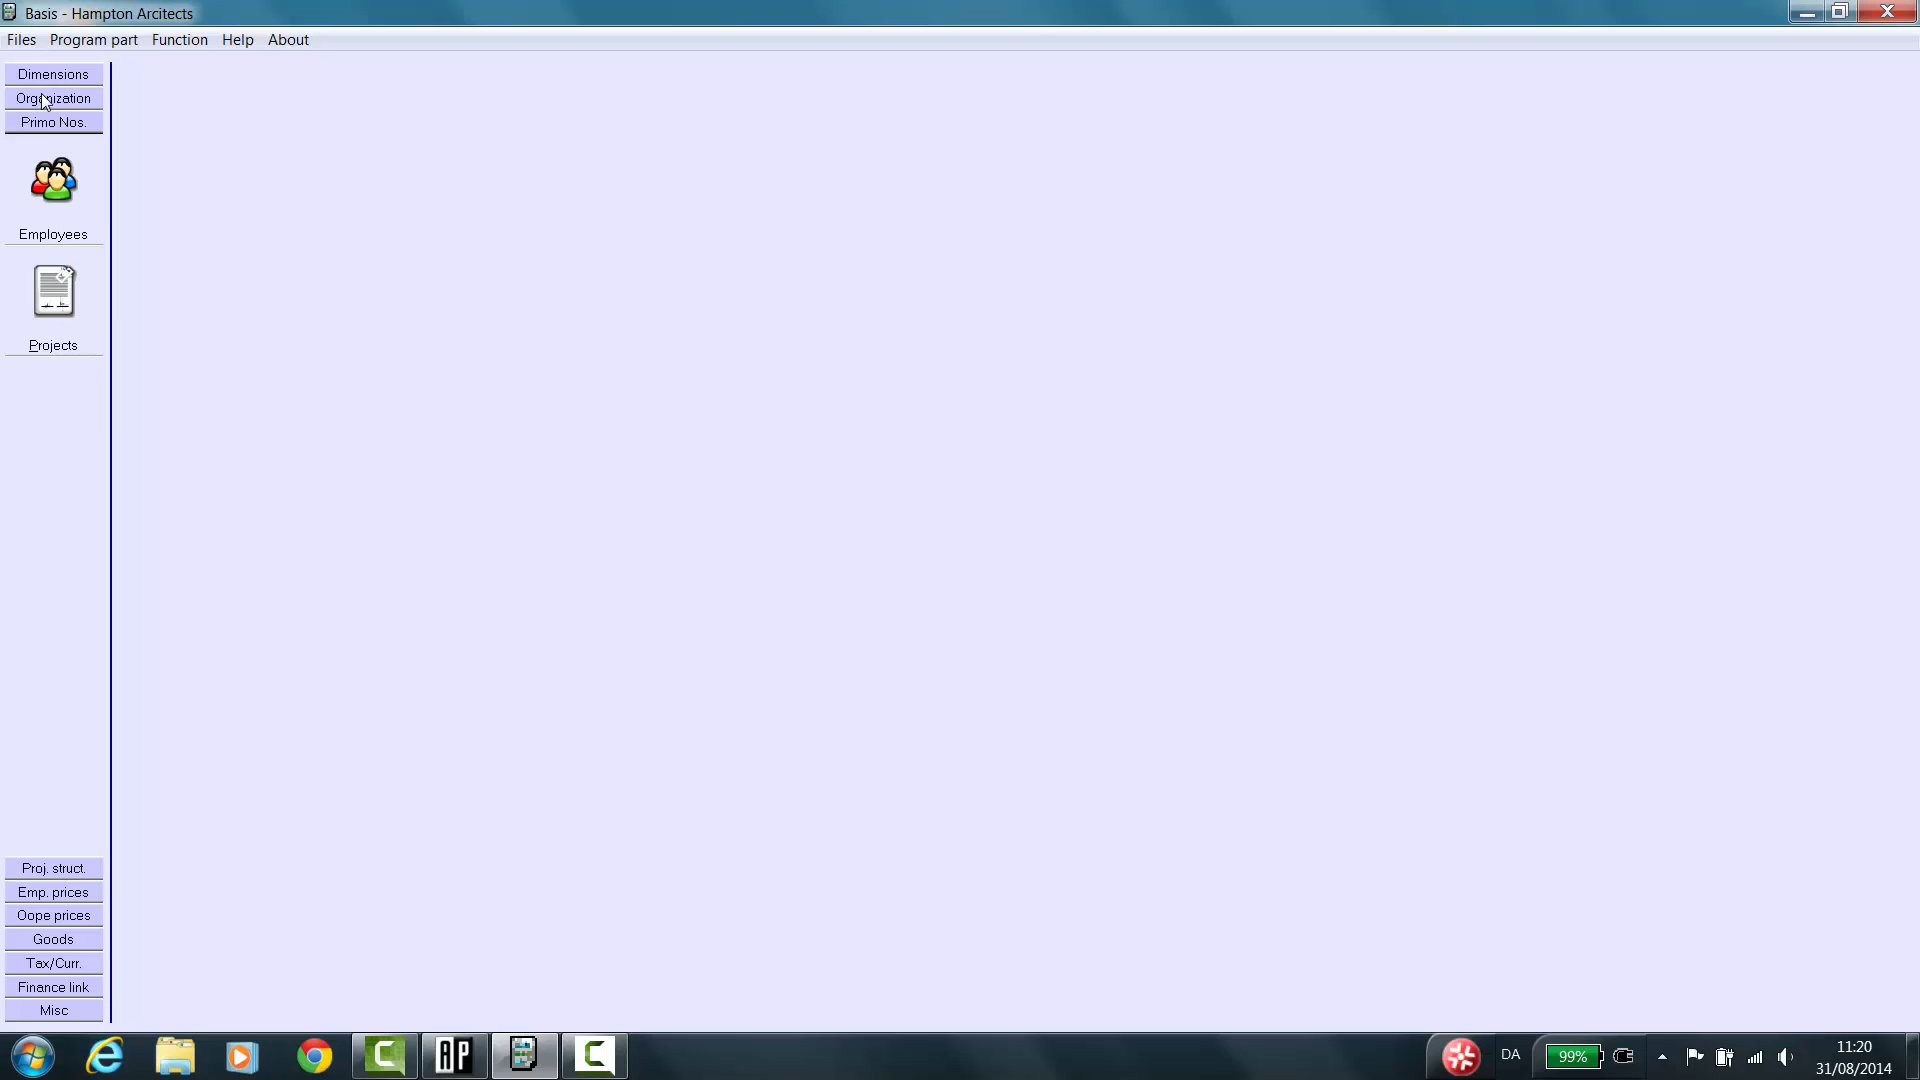 Basis - Hampton Arcitects
Files Program part Function Help About
Dimensions
Organization
Primo Nos.
Employees
Projects
Proj. struct.
Emp. prices
Oope prices
Goods
Tax/Curr.
Finance link
Misc
AP
DA
99%
11:20
31/08/2014